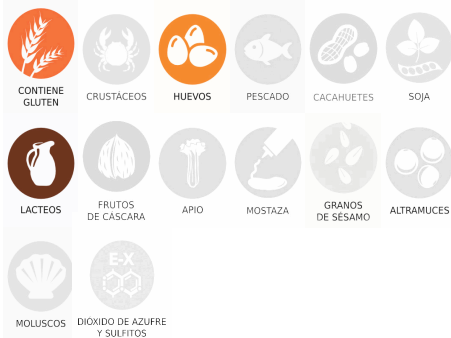 CONTIENE
GLUTEN
CRUSTÁCEOS
HUEVOS
PESCADO
CACAHUETES
SOJA
LACTEOS
FRUTOS
DE CÁSCARA
APIO
MOSTAZA
GRANOS
DE SÉSAMO
ALTRAMUCES
MOLUSCOS
E-X
DIOXIDO DE AZUFRE
Y SULFITOS